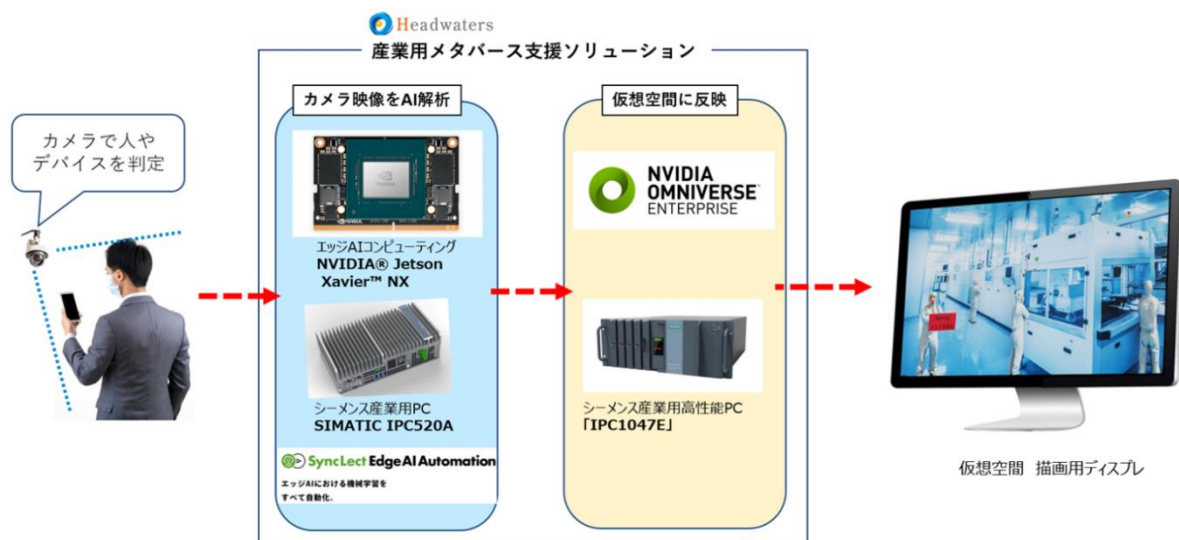 Headwaters
産業用メタバース支援ソリューション
カメラ映像をAI解析
仮想空間に反映
カメラで人や
デバイスを判定
NVIDIA
OMNIVERSE™
ENTERPRISE
エッジAIコンピューティング
NVIDIA® Jetson
Xavier™ NX
シーメンス産業用PC
SIMATIC IPC520A
シーメンス産業用高性能PC
「IPC1047E」
SyncLect Edge AI Automation
エッジAIにおける機械学習を
すべて自動化。
仮想空間 描画用ディスプレ